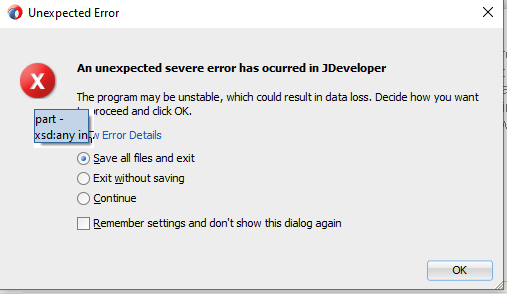 Unexpected Error
An unexpected severe error has ocurred in JDeveloper
The program may be unstable, which could result in data loss. Decide how you want
proceed and click OK.
part -
xsd:any in
Error Details
Save all files and exit
Exit without saving
Continue
Remember settings and don't show this dialog again
OK